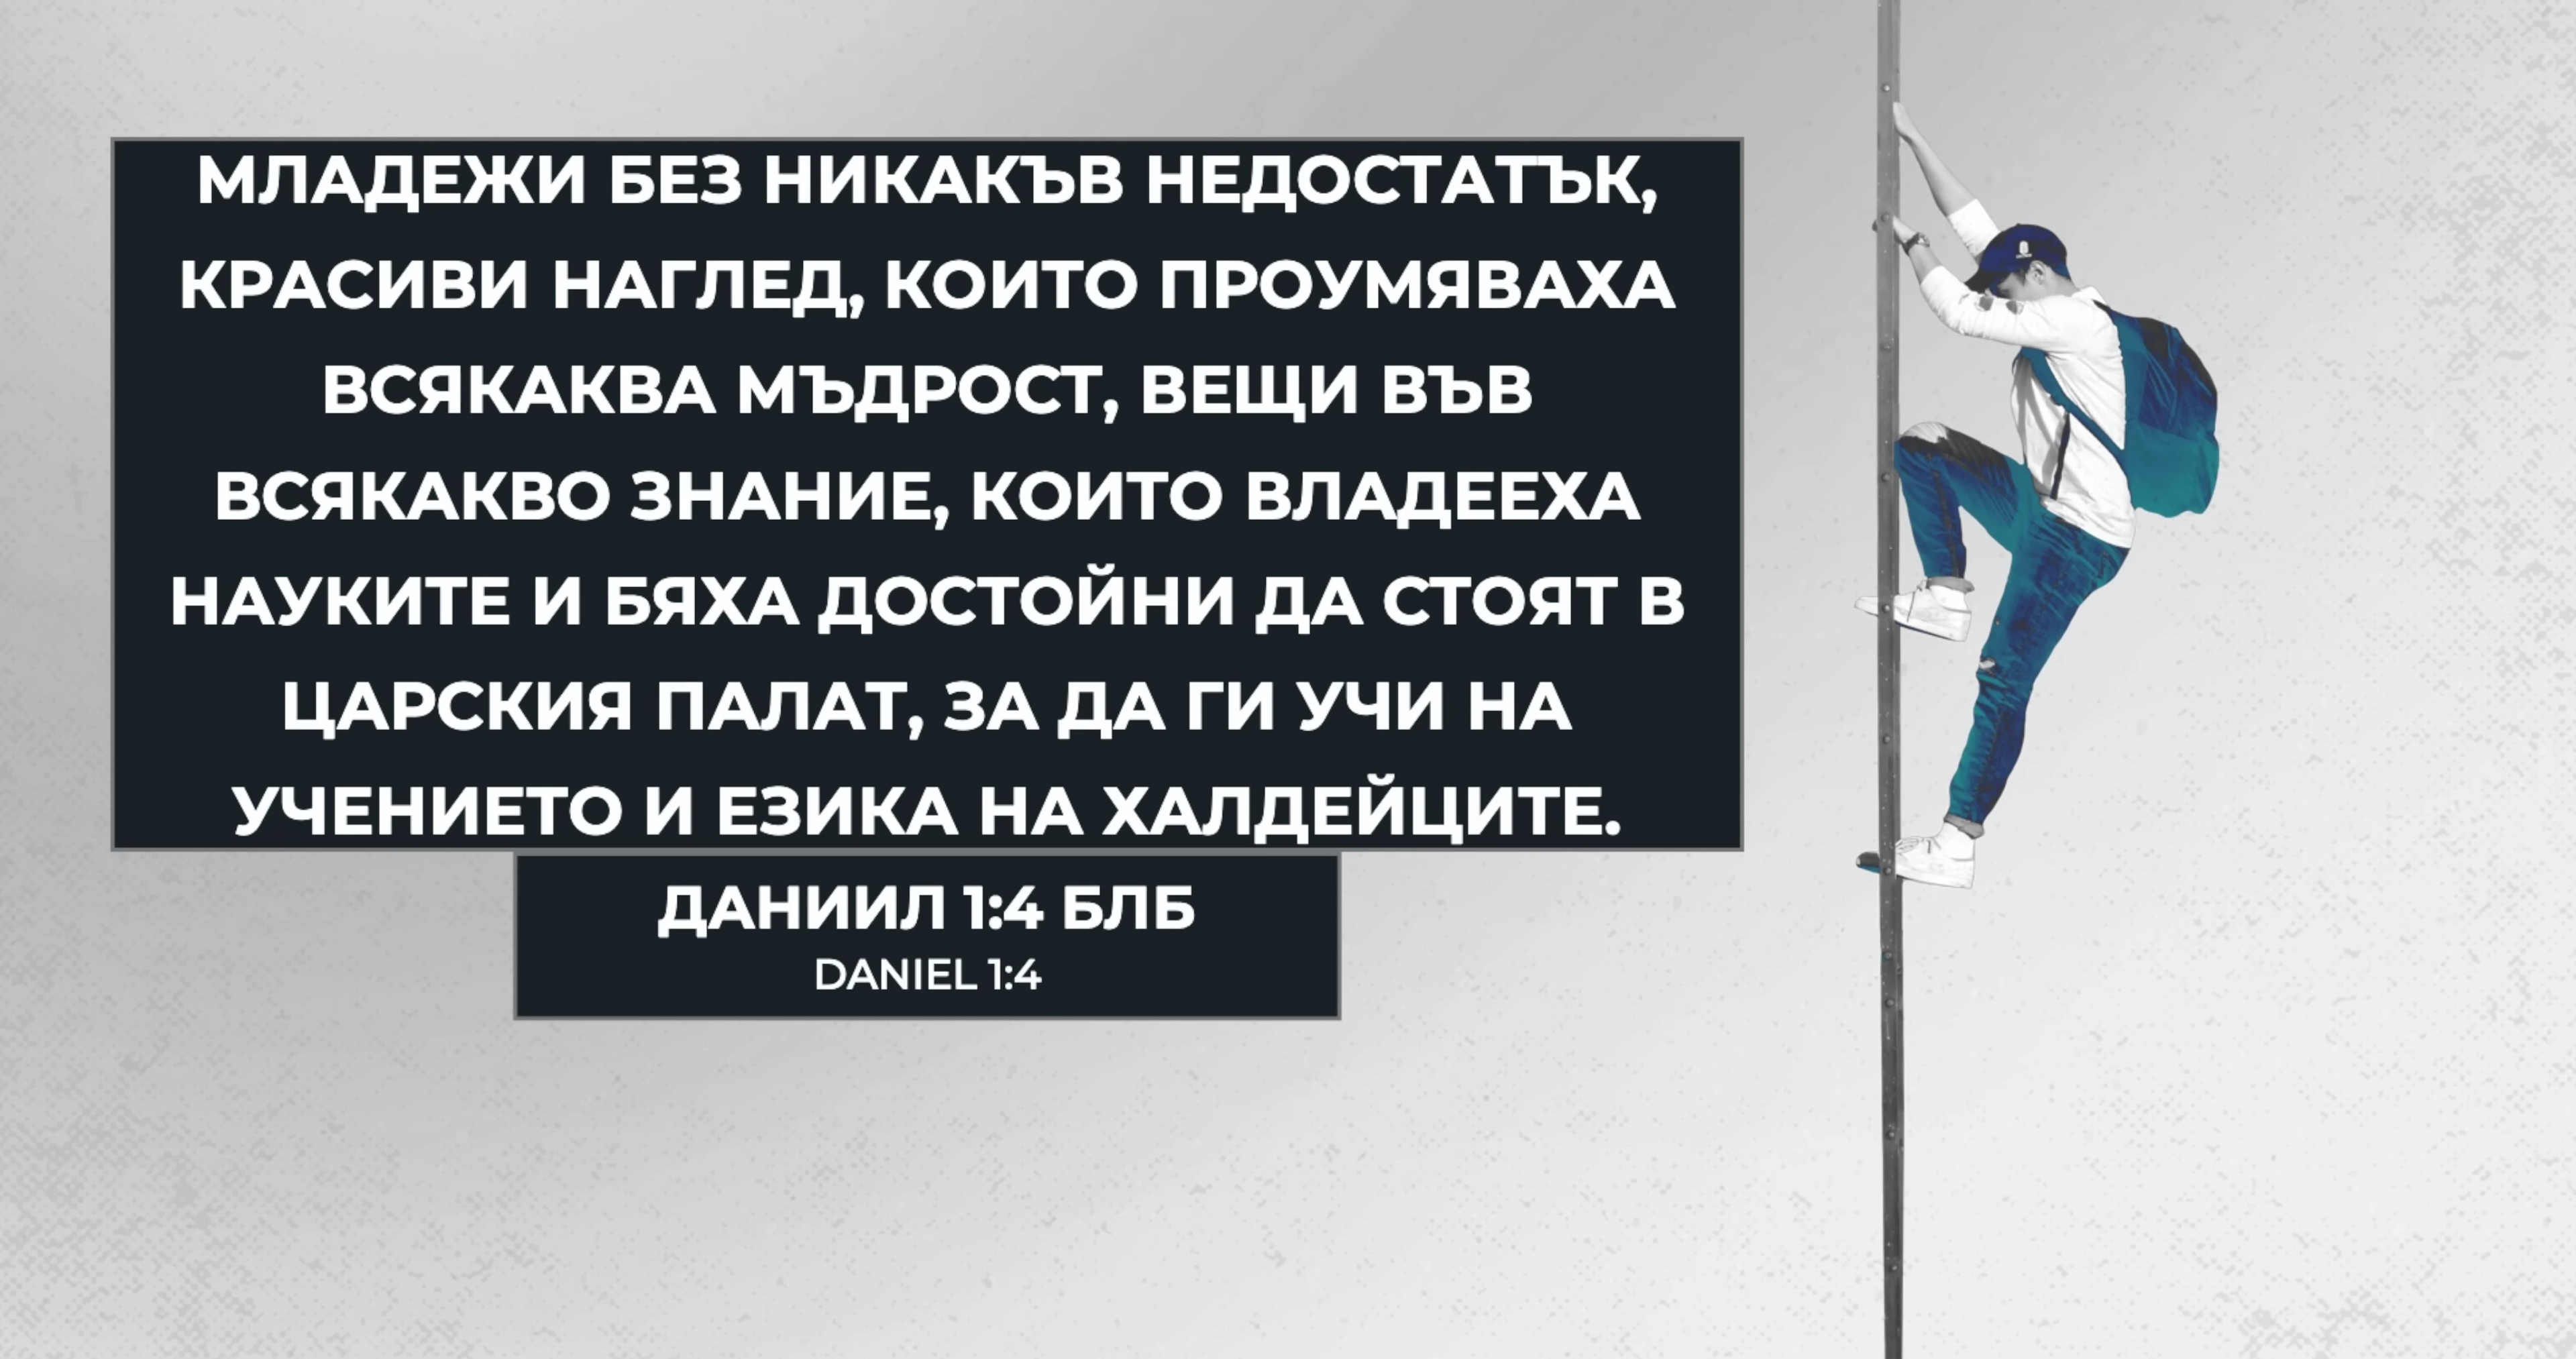 МЛАДЕЖИ БЕЗ НИКАКЪВ НЕДОСТАТЪК,
КРАСИВИ НАГЛЕД, КОИТО ПРОУМЯВАХА
ВСЯКАКВА МЪДРОСТ, ВЕЩИ ВЪВ
ВСЯКАКВО ЗНАНИЕ, КОИТО ВЛАДЕЕХА
НАУКИТЕ И БЯХА ДОСТОЙНИ ДА СТОЯТ В
ЦАРСКИЯ ПАЛАТ, ЗА ДА ГИ УЧИ НА
УЧЕНИЕТО И ЕЗИКА НА ХАЛДЕЙЦИТЕ.
ДАНИИЛ 1:4 БЛБ
DANIEL 1:4